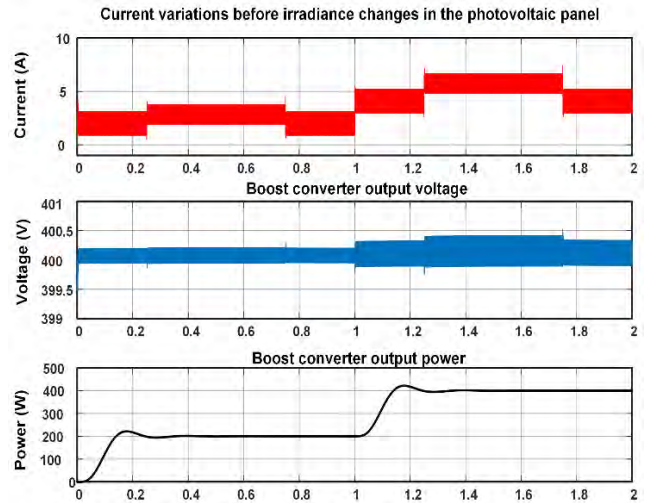 Current variations before irradiance changes in the photovoltaic panel
Current (A)
10
5
0
0 0.2 0.4 0.6 0.8 1 1.2 1.4 1.6 1.8 2
Boost converter output voltage
Voltage (V)
401
400.5
400
399.5
399
0 0.2 0.4 0.6 0.8 1 1.2 1.4 1.6 1.8 2
Boost converter output power
Power (W)
500
400
300
200
100
0
0 0.2 0.4 0.6 0.8 1 1.2 1.4 1.6 1.8 2